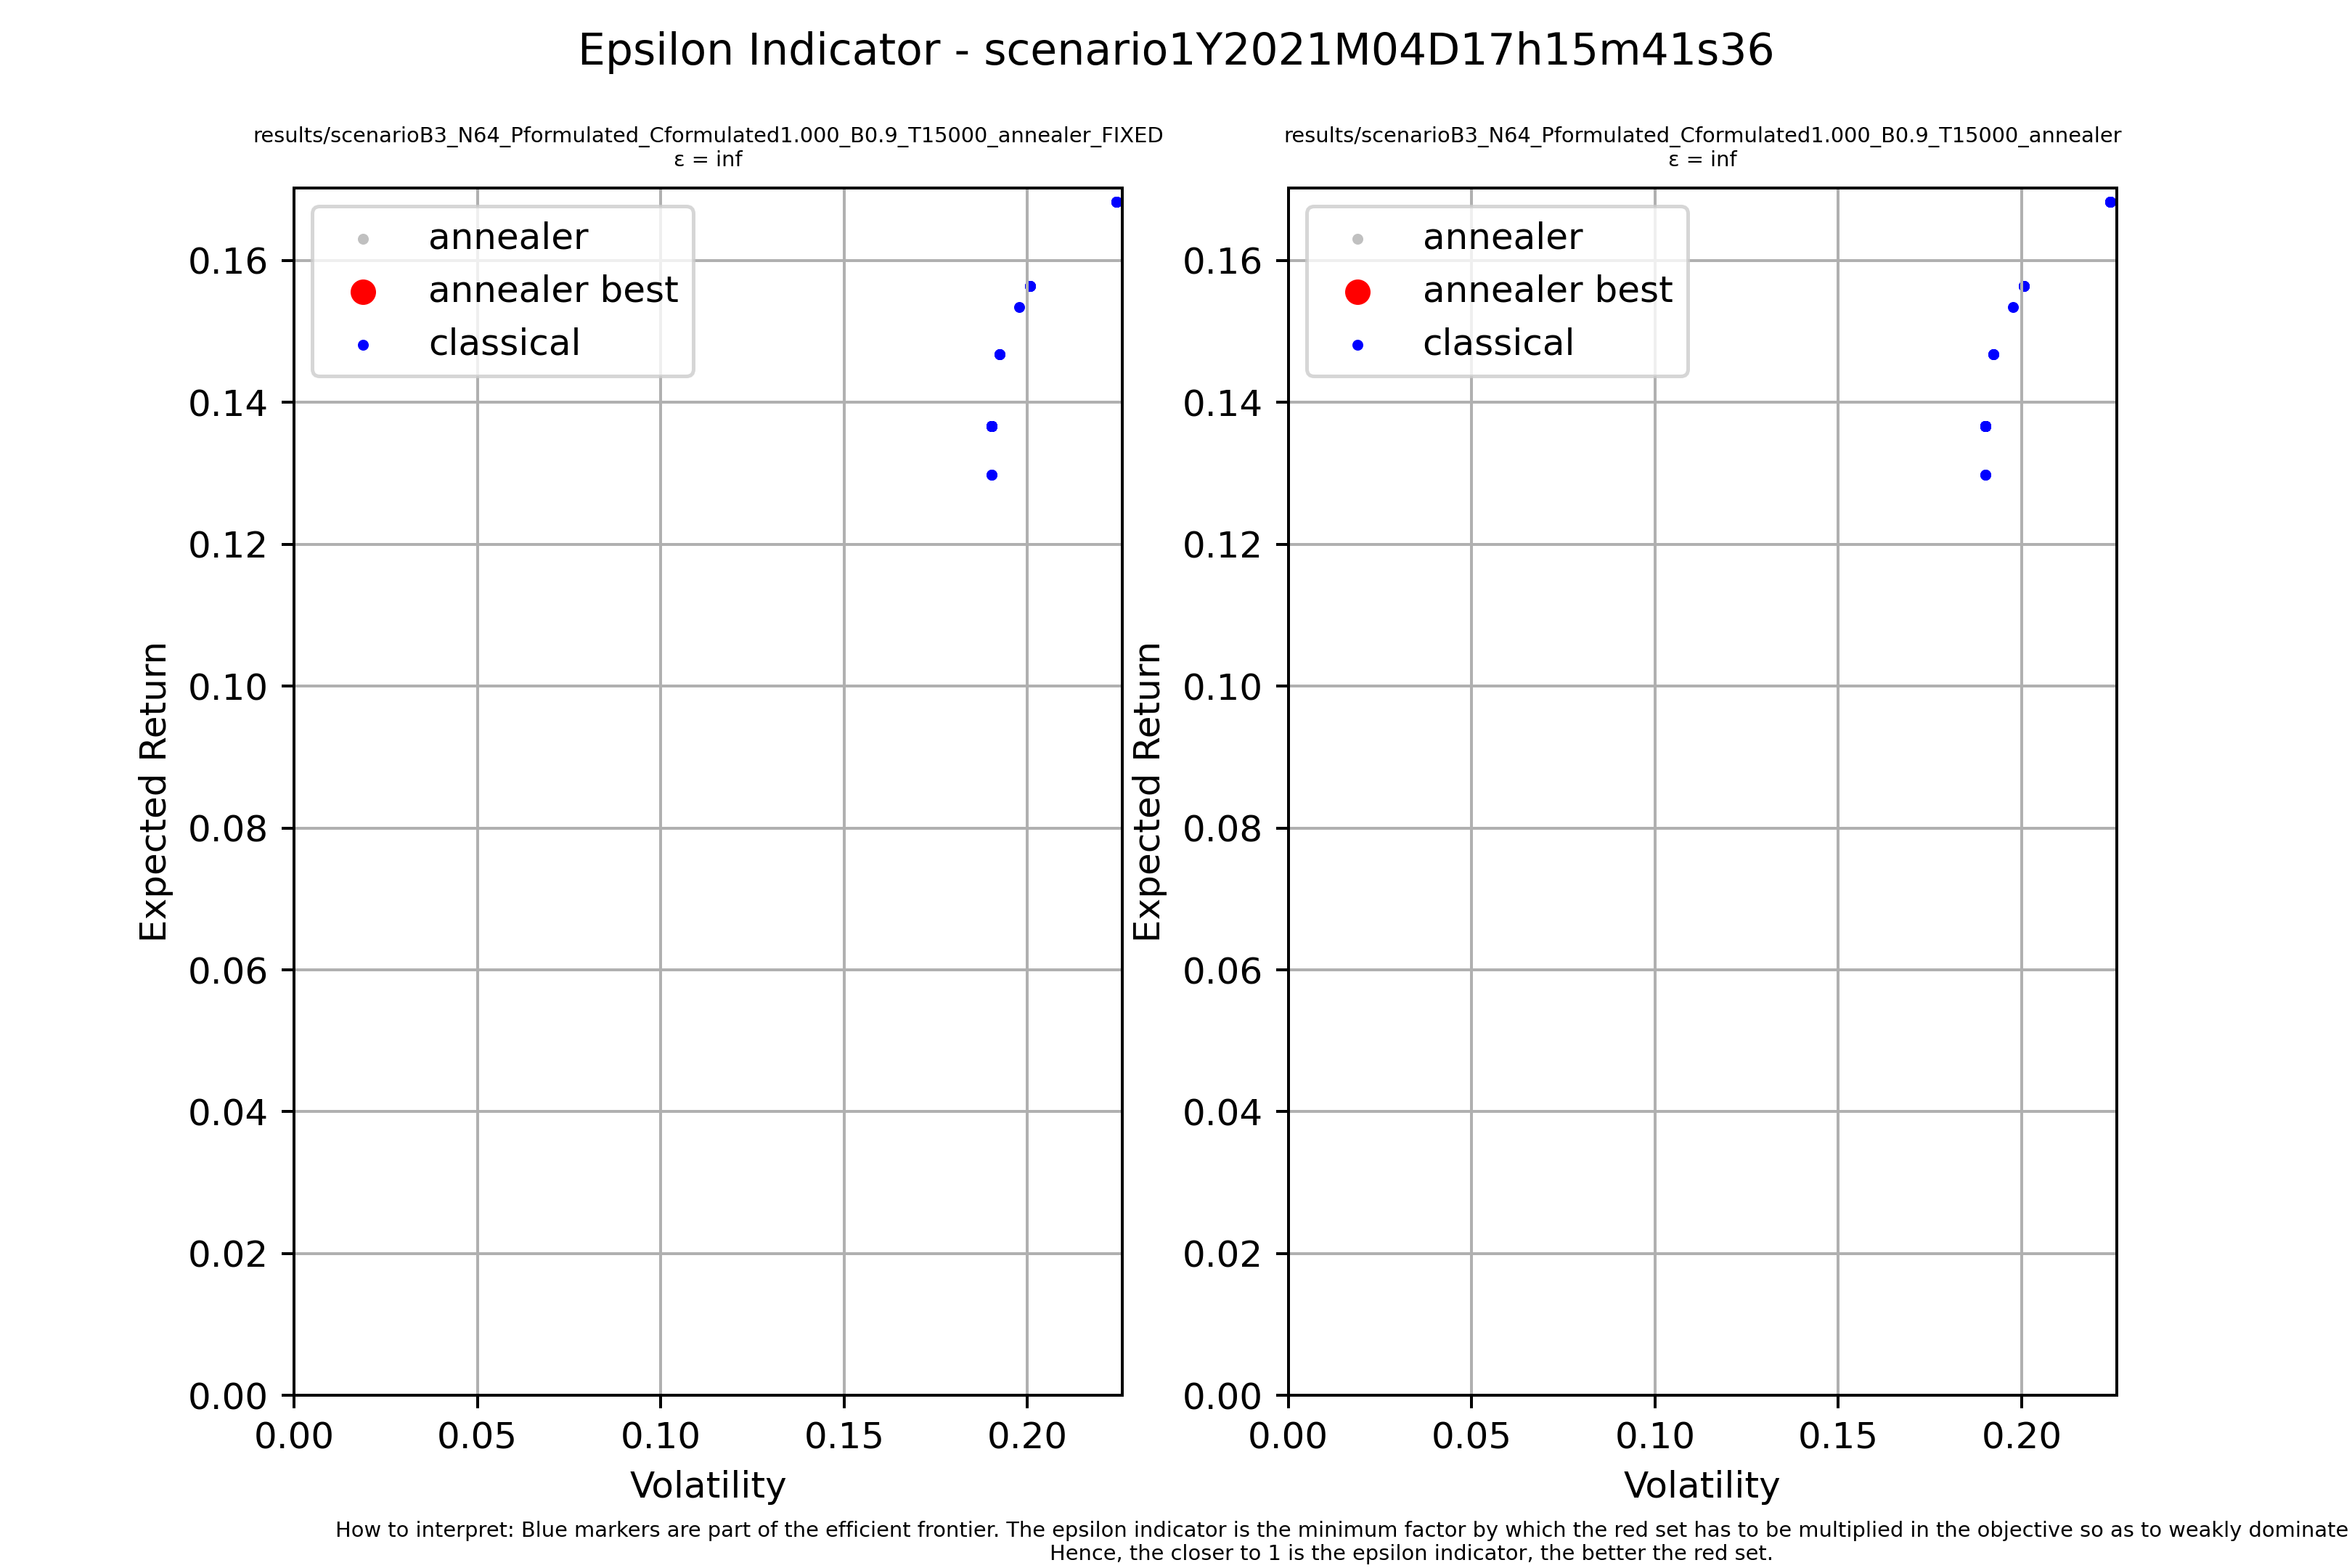 Epsilon Indicator - scenario1Y2021M04D17h15m41s36
results/scenarioB3_N64_Pformulated_Cformulated1.000_B0.9_T15000_annealer_FIXED
ε = inf
annealer
annealer best
classical
0.16
0.14
0.12
0.10
0.08
0.06
0.04
0.02
0.00
0.00 0.05 0.10 0.15 0.20
Expected Return
Volatility
results/scenarioB3_N64_Pformulated_Cformulated1.000_B0.9_T15000_annealer
ε = inf
annealer
annealer best
classical
0.16
0.14
0.12
0.10
0.08
0.06
0.04
0.02
0.00
0.00 0.05 0.10 0.15 0.20
Expected Return
Volatility
How to interpret: Blue markers are part of the efficient frontier. The epsilon indicator is the minimum factor by which the red set has to be multiplied in the objective so as to weakly dominate
Hence, the closer to 1 is the epsilon indicator, the better the red set.